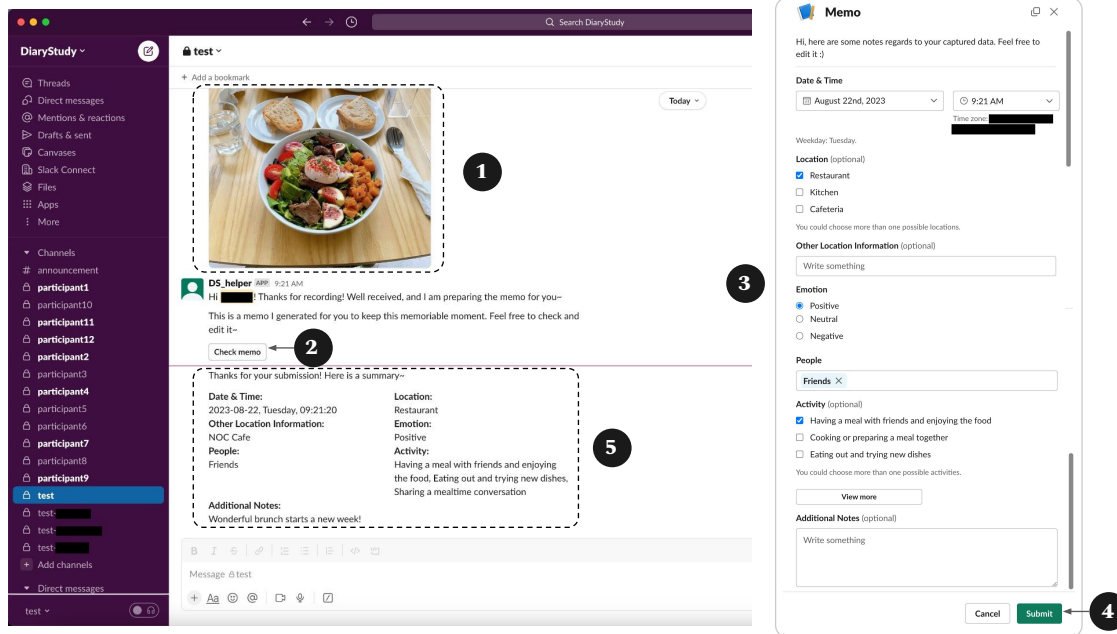 Search DiaryStudy
DiaryStudy
test
Add a bookmark
Threads
Direct messages
Mentions & reactions
Drafts & sent
Canvases
Slack Connect
Files
Apps
More
Channels
# announcement
participant1
participant10
participant11
participant12
participant2
participant3
participant4
participant5
participant6
participant7
participant8
participant9
test
test-
test-
test-
+ Add channels
Direct messages
test
Today
1
DS_helper APP 9:21 AM
Hi ! Thanks for recording! Well received, and I am preparing the memo for you~
This is a memo I generated for you to keep this memoriable moment. Feel free to check and
edit it~
Check memo
2
Thanks for your submission! Here is a summary~
Date & Time:
2023-08-22, Tuesday, 09:21:20
Other Location Information:
NOC Cafe
People:
Friends
Location:
Restaurant
Emotion:
Positive
Activity:
Having a meal with friends and enjoying
the food, Eating out and trying new dishes,
Sharing a mealtime conversation
Additional Notes:
Wonderful brunch starts a new week!
5
B I S
Message test
+ Aa @
3
Memo
Hi, here are some notes regards to your captured data. Feel free to
edit it :)
Date & Time
August 22nd, 2023
9:21 AM
Time zone:
Weekday: Tuesday.
Location (optional)
Restaurant
Kitchen
Cafeteria
You could choose more than one possible locations.
Other Location Information (optional)
Write something
Emotion
Positive
Neutral
Negative
People
Friends ×
Activity (optional)
Having a meal with friends and enjoying the food
Cooking or preparing a meal together
Eating out and trying new dishes
You could choose more than one possible activities.
View more
Additional Notes (optional)
Write something
Cancel
Submit
4